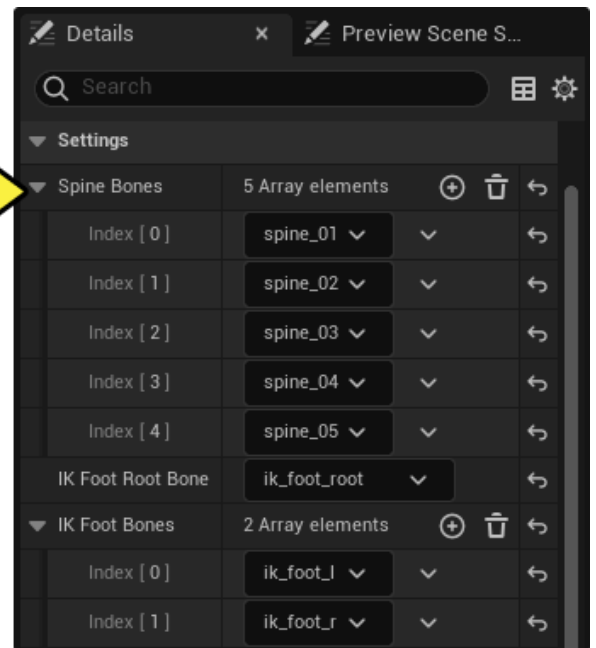 Details Preview Scene S...
Search
Settings
Spine Bones 5 Array elements
Index [ 0 ] spine_01
Index [ 1 ] spine_02
Index [ 2 ] spine_03
Index [ 3 ] spine_04
Index [ 4 ] spine_05
IK Foot Root Bone ik_foot_root
IK Foot Bones 2 Array elements
Index [ 0 ] ik_foot_l
Index [ 1 ] ik_foot_r